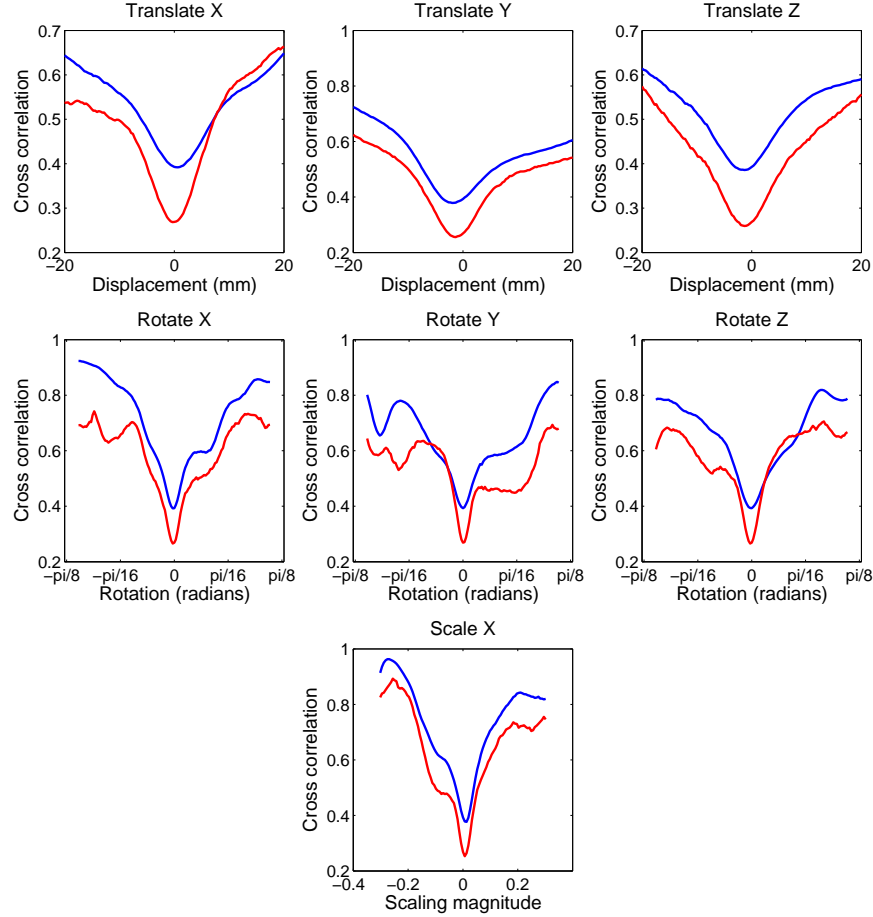 Translate X
Translate Y
Translate Z
0.7
0.6
0.5
0.4
0.3
0.2
Cross correlation
−20
0
20
Displacement (mm)
1
0.8
0.6
0.4
0.2
Cross correlation
−20
0
20
Displacement (mm)
0.7
0.6
0.5
0.4
0.3
0.2
Cross correlation
−20
0
20
Displacement (mm)
Rotate X
Rotate Y
Rotate Z
1
0.8
0.6
0.4
0.2
Cross correlation
−pi/8
−pi/16
0
pi/16
pi/8
Rotation (radians)
1
0.8
0.6
0.4
0.2
Cross correlation
−pi/8
−pi/16
0
pi/16
pi/8
Rotation (radians)
1
0.8
0.6
0.4
0.2
Cross correlation
−pi/8
−pi/16
0
pi/16
pi/8
Rotation (radians)
Scale X
1
0.8
0.6
0.4
0.2
Cross correlation
−0.4
−0.2
0
0.2
Scaling magnitude